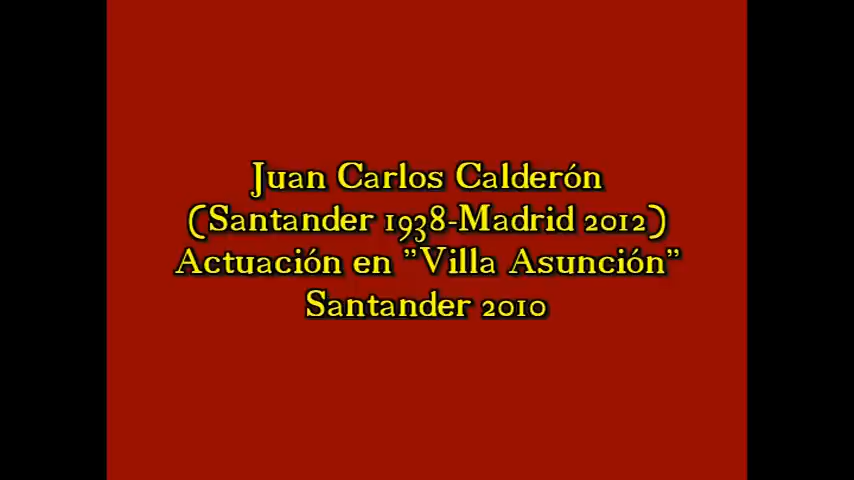 Juan Carlos Calderón
(Santander 1938-Madrid 2012)
Actuación en "Villa Asunción"
Santander 2010